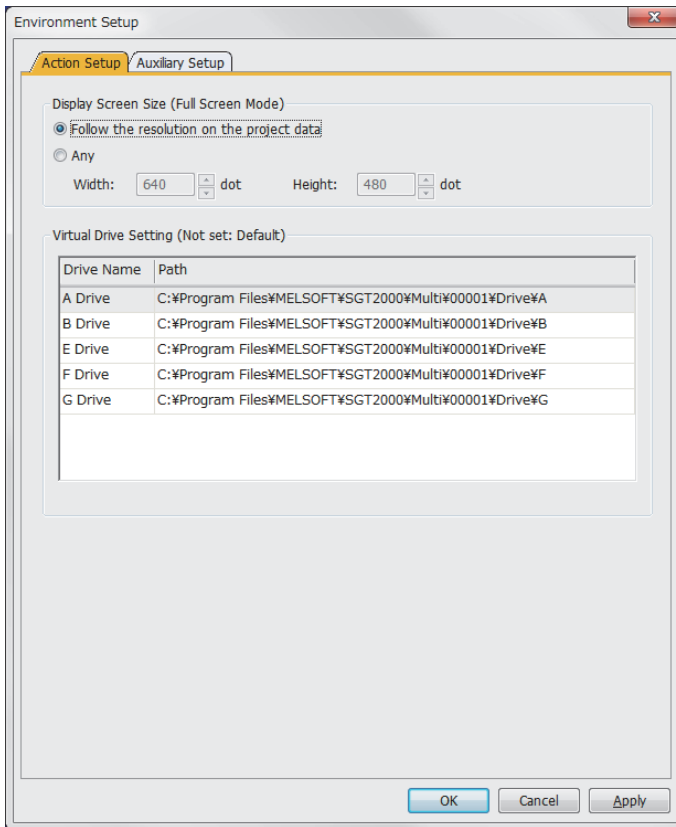 Environment Setup
Action Setup Auxiliary Setup
Display Screen Size (Full Screen Mode)
Follow the resolution on the project data
Any
Width: 640 dot Height: 480 dot
Virtual Drive Setting (Not set: Default)
Drive Name Path
A Drive C:¥Program Files¥MELSOFT¥SGT2000¥Multi¥00001¥Drive¥A
B Drive C:¥Program Files¥MELSOFT¥SGT2000¥Multi¥00001¥Drive¥B
E Drive C:¥Program Files¥MELSOFT¥SGT2000¥Multi¥00001¥Drive¥E
F Drive C:¥Program Files¥MELSOFT¥SGT2000¥Multi¥00001¥Drive¥F
G Drive C:¥Program Files¥MELSOFT¥SGT2000¥Multi¥00001¥Drive¥G
OK Cancel Apply